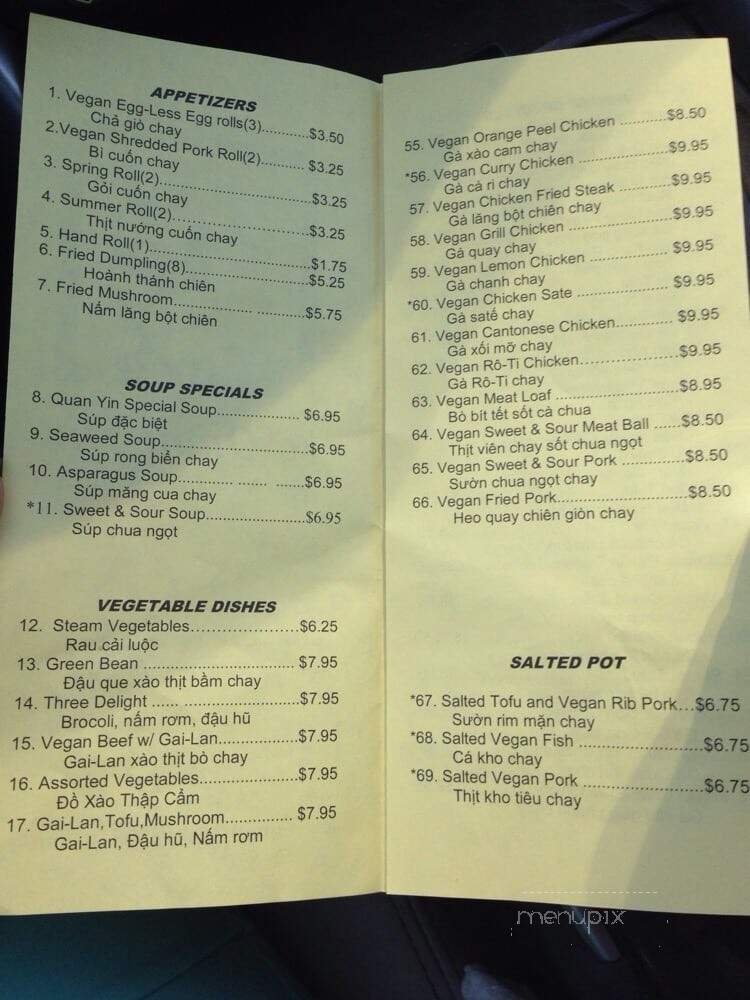 APPETIZERS
1. Vegan Egg-Less Egg rolls(3)............$3.50
Chả giò chay
2.Vegan Shredded Pork Roll(2)........... $3.25
Bì cuốn chay
3. Spring Roll(2)....................................$3.25
Gỏi cuốn chay
4. Summer Roll(2)................................$3.25
Thịt nướng cuốn chay
5. Hand Roll(1).....................................$1.75
6. Fried Dumpling(8)............................$5.25
Hoành thánh chiên
7. Fried Mushroom.................. ...........$5.75
Nấm lăng bột chiên
SOUP SPECIALS
8. Quan Yin Special Soup................... $6.95
Súp đặc biệt
9. Seaweed Soup.................................$6.95
Súp rong biển chay
10. Asparagus Soup............... ....... .......$6.95
Súp măng cua chay
*11. Sweet & Sour Soup.......................$6.95
Súp chua ngọt
VEGETABLE DISHES
12. Steam Vegetables.........................$6.25
Rau cải luộc
13. Green Bean .................................. $7.95
Đậu que xào thịt bằm chay
14. Three Delight ...... .........................$7.95
Brocoli, nấm rơm, đậu hũ
15. Vegan Beef w/ Gai-Lan..................$7.95
Gai-Lan xào thịt bò chay
16. Assorted Vegetables......................$7.95
Đồ Xào Thập Cẩm
17. Gai-Lan,Tofu,Mushroom............... $7.95
Gai-Lan, Đậu hũ, Nấm rơm
55. Vegan Orange Peel Chicken ..........$8.50
Gà xào cam chay
*56. Vegan Curry Chicken ....................$9.95
Gà cà ri chay
57. Vegan Chicken Fried Steak ............$9.95
Gà lăng bột chiên chay
58. Vegan Grill Chicken .......................$9.95
Gà quay chay
59. Vegan Lemon Chicken .................. $9.95
Gà chanh chay
*60. Vegan Chicken Sate ..................... $9.95
Gà satế chay
61. Vegan Cantonese Chicken............. $9.95
Gà xối mỡ chay
62. Vegan Rô-Ti Chicken......................$9.95
Gà Rô-Ti chay
63. Vegan Meat Loaf ............................$8.95
Bò bít tết sốt cà chua
64. Vegan Sweet & Sour Meat Ball ......$8.50
Thịt viên chay sốt chua ngọt
65. Vegan Sweet & Sour Pork ..............$8.50
Sườn chua ngọt chay
66. Vegan Fried Pork.............................$8.50
Heo quay chiên giòn chay
SALTED POT
*67. Salted Tofu and Vegan Rib Pork...$6.75
Sườn rim mặn chay
*68. Salted Vegan Fish ........................$6.75
Cá kho chay
*69. Salted Vegan Pork ........................$6.75
Thịt kho tiêu chay
menupix